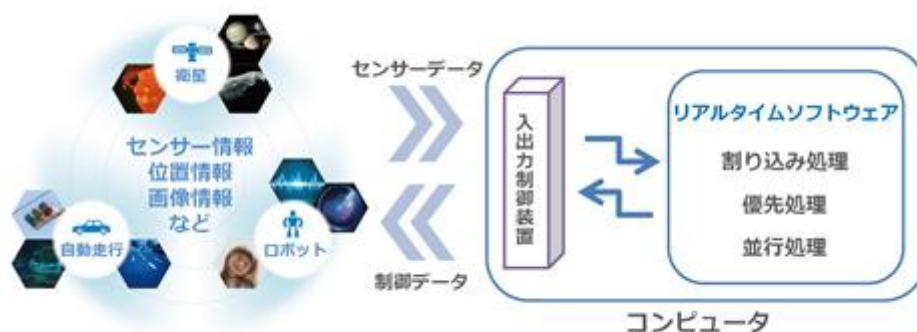 衛星
センサー情報
位置情報
画像情報
など
自動走行
ロボット
センサーデータ
制御データ
入出力制御装置
リアルタイムソフトウェア
割り込み処理
優先処理
並行処理
コンピュータ